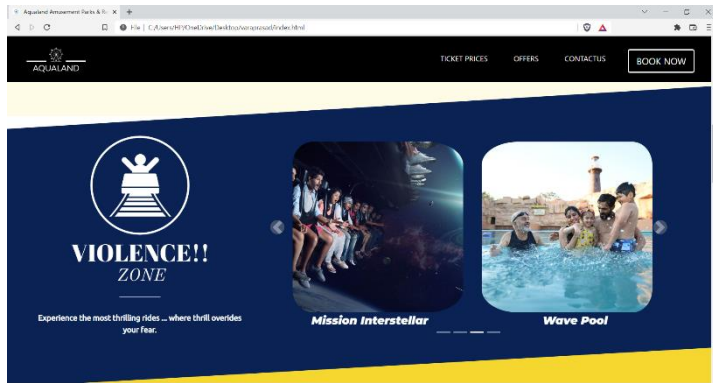 Aqualand Amusement Parks & R
File | C:/Users/HP/OneDrive/Desktop/varaprasad/index.html
AQUALAND
TICKET PRICES
OFFERS
CONTACTUS
BOOK NOW
VIOLENCE!!
ZONE
Experience the most thrilling rides ... where thrill overides
your fear.
Mission Interstellar
Wave Pool